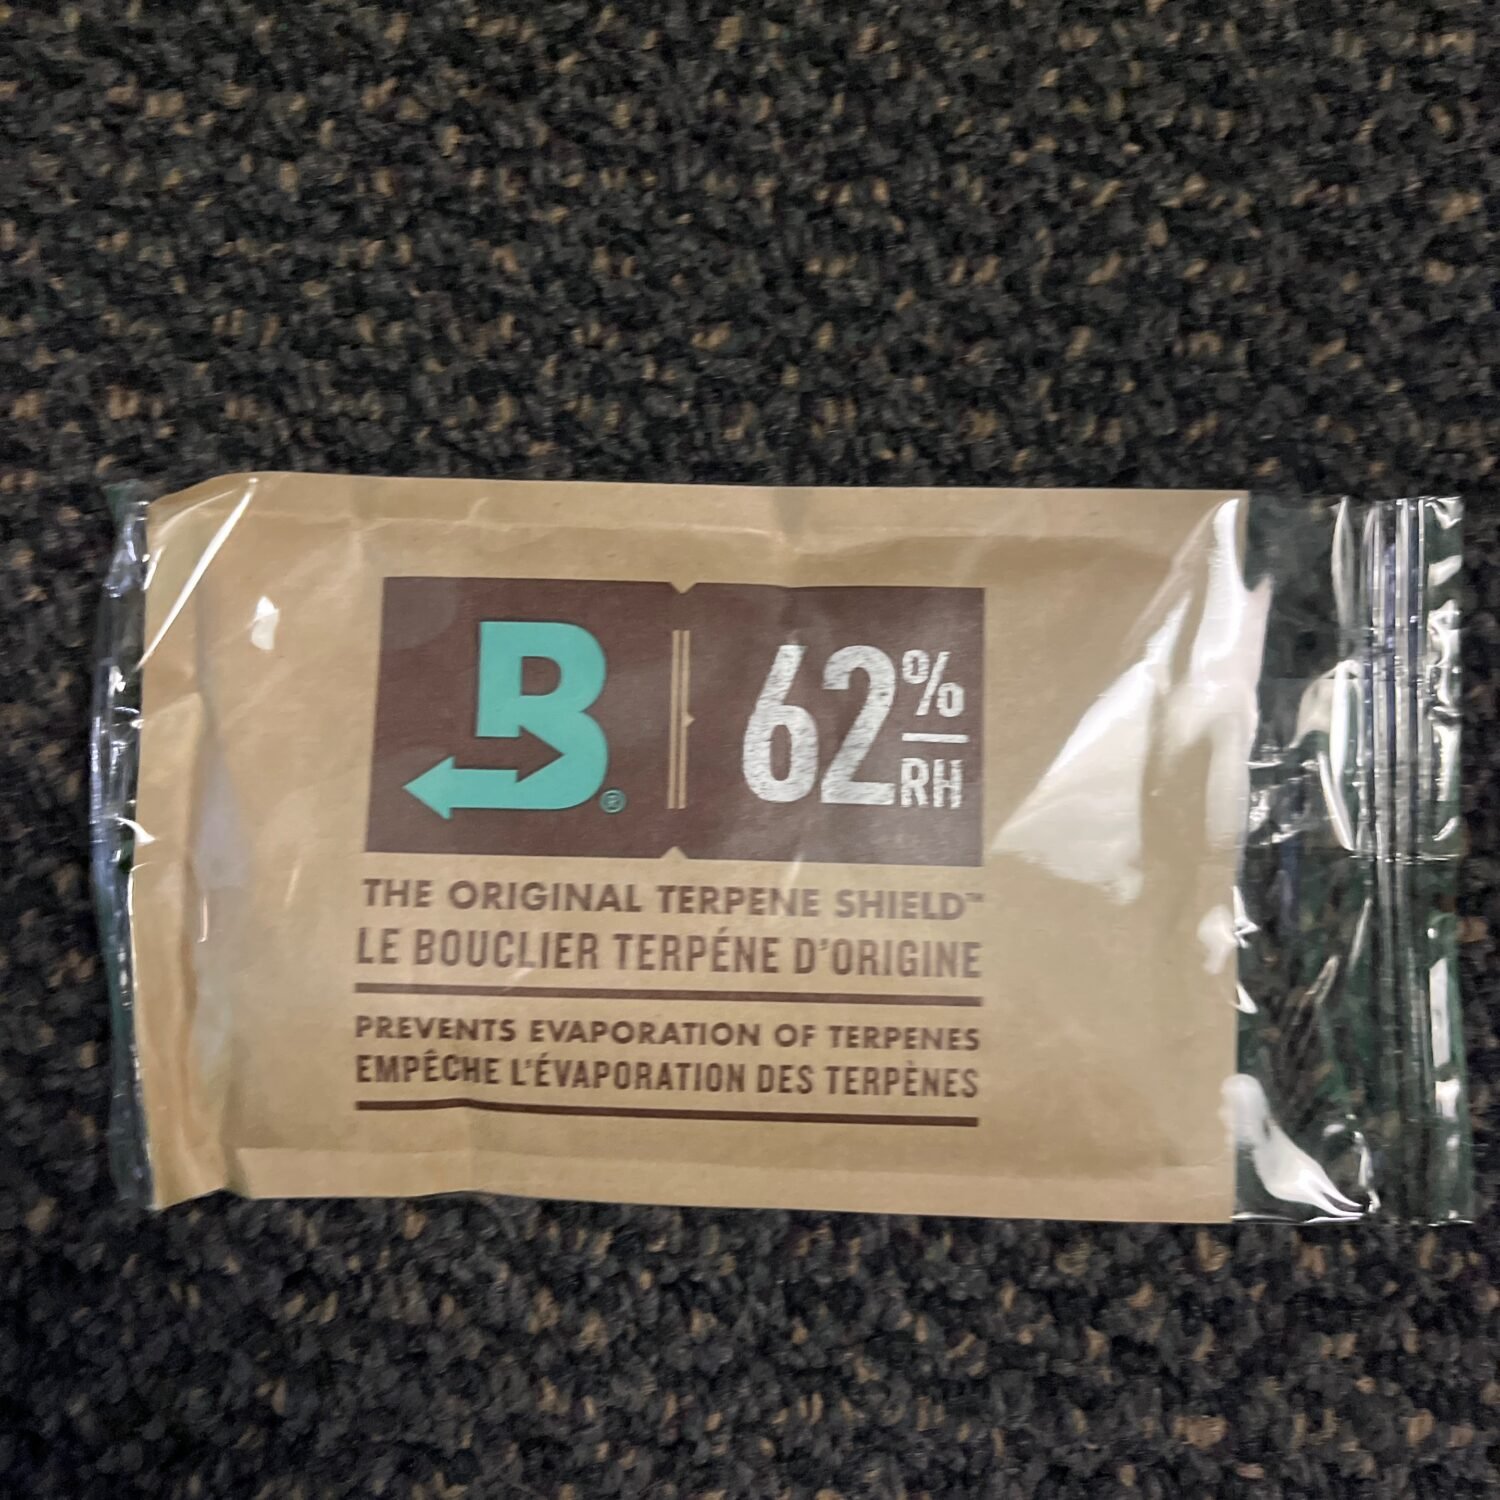 B®
62%
RH
THE ORIGINAL TERPENE SHIELD™
LE BOUCLIER TERPÉNE D'ORIGINE
PREVENTS EVAPORATION OF TERPENES
EMPÊCHE L'ÉVAPORATION DES TERPÈNES